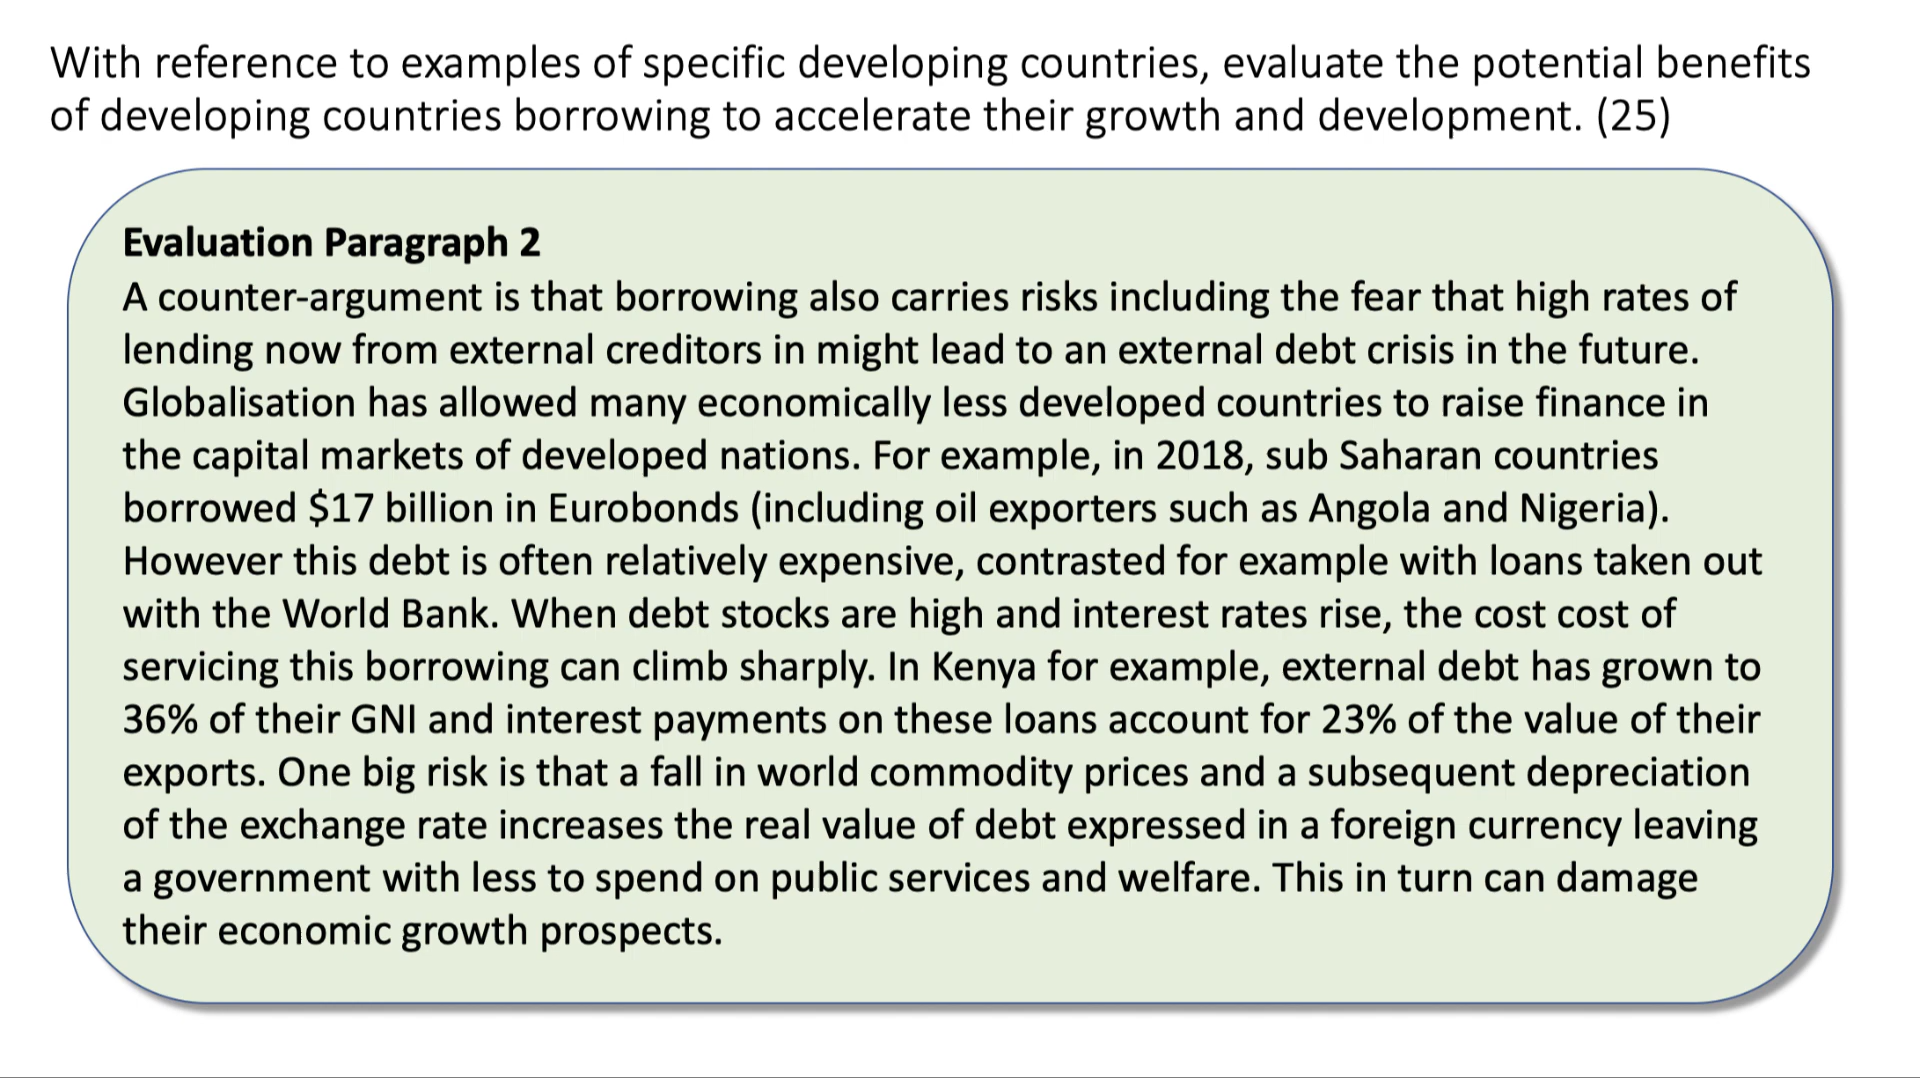 With reference to examples of specific developing countries, evaluate the potential benefits
of developing countries borrowing to accelerate their growth and development. (25)
Evaluation Paragraph 2
A counter-argument is that borrowing also carries risks including the fear that high rates of
lending now from external creditors in might lead to an external debt crisis in the future.
Globalisation has allowed many economically less developed countries to raise finance in
the capital markets of developed nations. For example, in 2018, sub Saharan countries
borrowed $17 billion in Eurobonds (including oil exporters such as Angola and Nigeria).
However this debt is often relatively expensive, contrasted for example with loans taken out
with the World Bank. When debt stocks are high and interest rates rise, the cost cost of
servicing this borrowing can climb sharply. In Kenya for example, external debt has grown to
36% of their GNI and interest payments on these loans account for 23% of the value of their
exports. One big risk is that a fall in world commodity prices and a subsequent depreciation
of the exchange rate increases the real value of debt expressed in a foreign currency leaving
a government with less to spend on public services and welfare. This in turn can damage
their economic growth prospects.